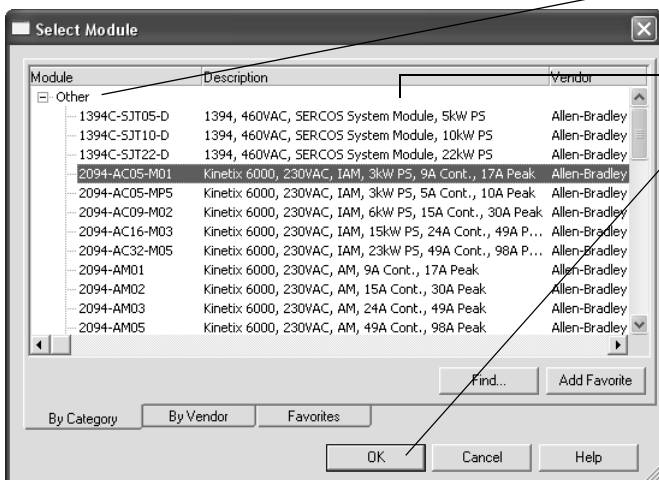 Select Module
Module Description Vendor
Other
1394C-SJT05-D 1394, 460VAC, SERCOS System Module, 5kW PS Allen-Bradley
1394C-SJT10-D 1394, 460VAC, SERCOS System Module, 10kW PS Allen-Bradley
1394C-SJT22-D 1394, 460VAC, SERCOS System Module, 22kW PS Allen-Bradley
2094-AC05-M01 Kinetix 6000, 230VAC, IAM, 3kW PS, 9A Cont., 17A Peak Allen-Bradley
2094-AC05-MP5 Kinetix 6000, 230VAC, IAM, 3kW PS, 5A Cont., 10A Peak Allen-Bradley
2094-AC09-M02 Kinetix 6000, 230VAC, IAM, 6kW PS, 15A Cont., 30A Peak Allen-Bradley
2094-AC16-M03 Kinetix 6000, 230VAC, IAM, 15kW PS, 24A Cont., 49A P... Allen-Bradley
2094-AC32-M05 Kinetix 6000, 230VAC, IAM, 23kW PS, 49A Cont., 98A P... Allen-Bradley
2094-AM01 Kinetix 6000, 230VAC, AM, 9A Cont., 17A Peak Allen-Bradley
2094-AM02 Kinetix 6000, 230VAC, AM, 15A Cont., 30A Peak Allen-Bradley
2094-AM03 Kinetix 6000, 230VAC, AM, 24A Cont., 49A Peak Allen-Bradley
2094-AM05 Kinetix 6000, 230VAC, AM, 49A Cont., 98A Peak Allen-Bradley
Find... Add Favorite
By Category By Vendor Favorites
OK Cancel Help